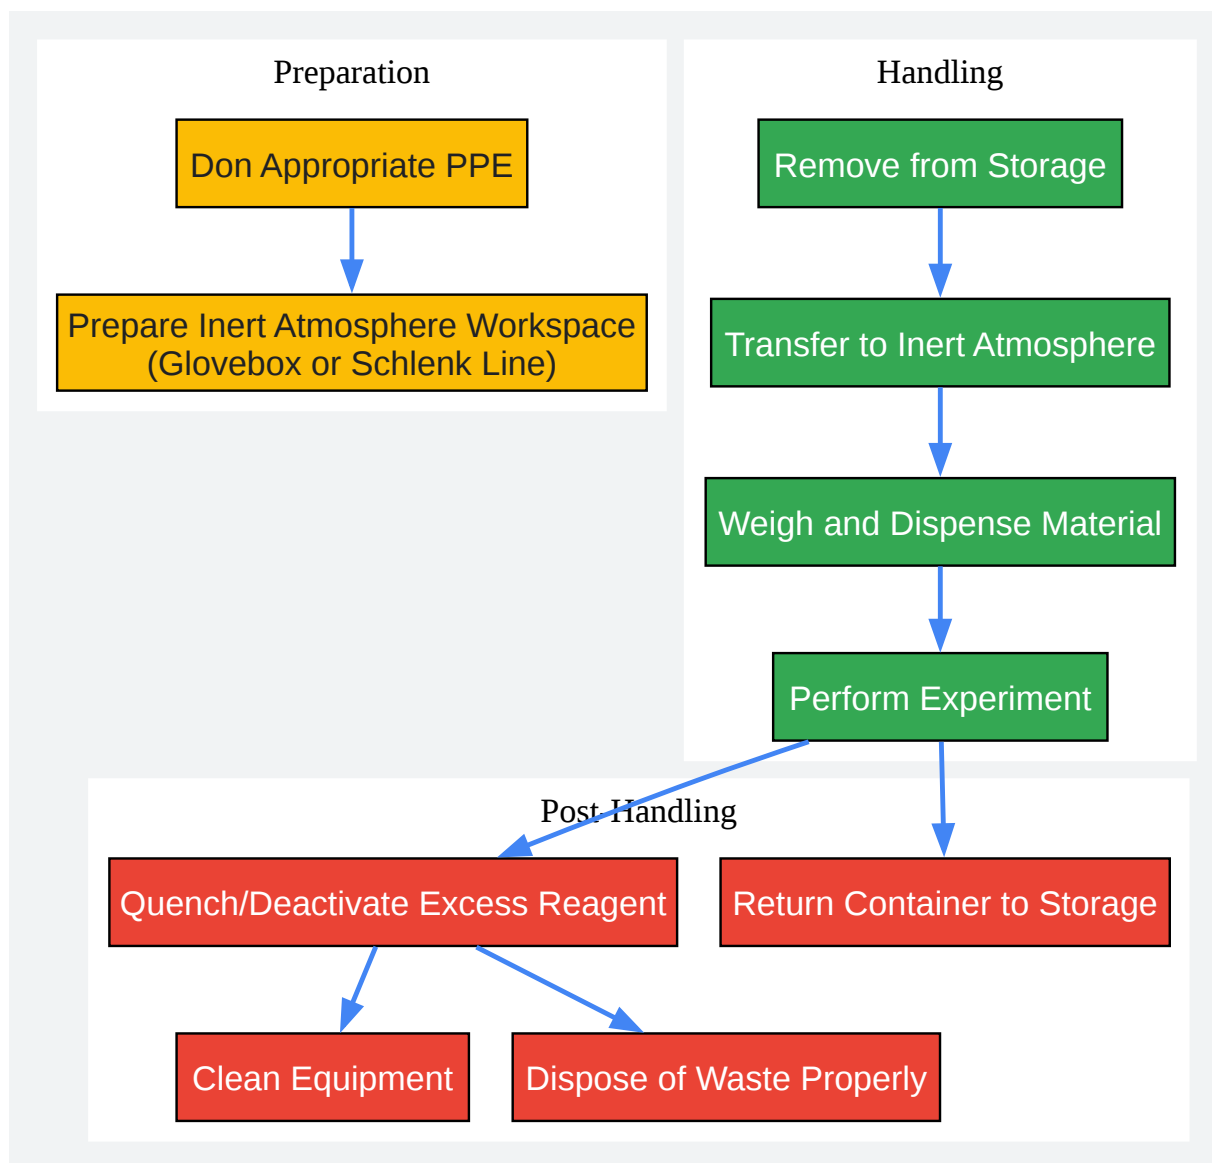 Preparation
Don Appropriate PPE
Prepare Inert Atmosphere Workspace
(Glovebox or Schlenk Line)
Handling
Remove from Storage
Transfer to Inert Atmosphere
Weigh and Dispense Material
Perform Experiment
Post-Handling
Quench/Deactivate Excess Reagent
Return Container to Storage
Clean Equipment
Dispose of Waste Properly